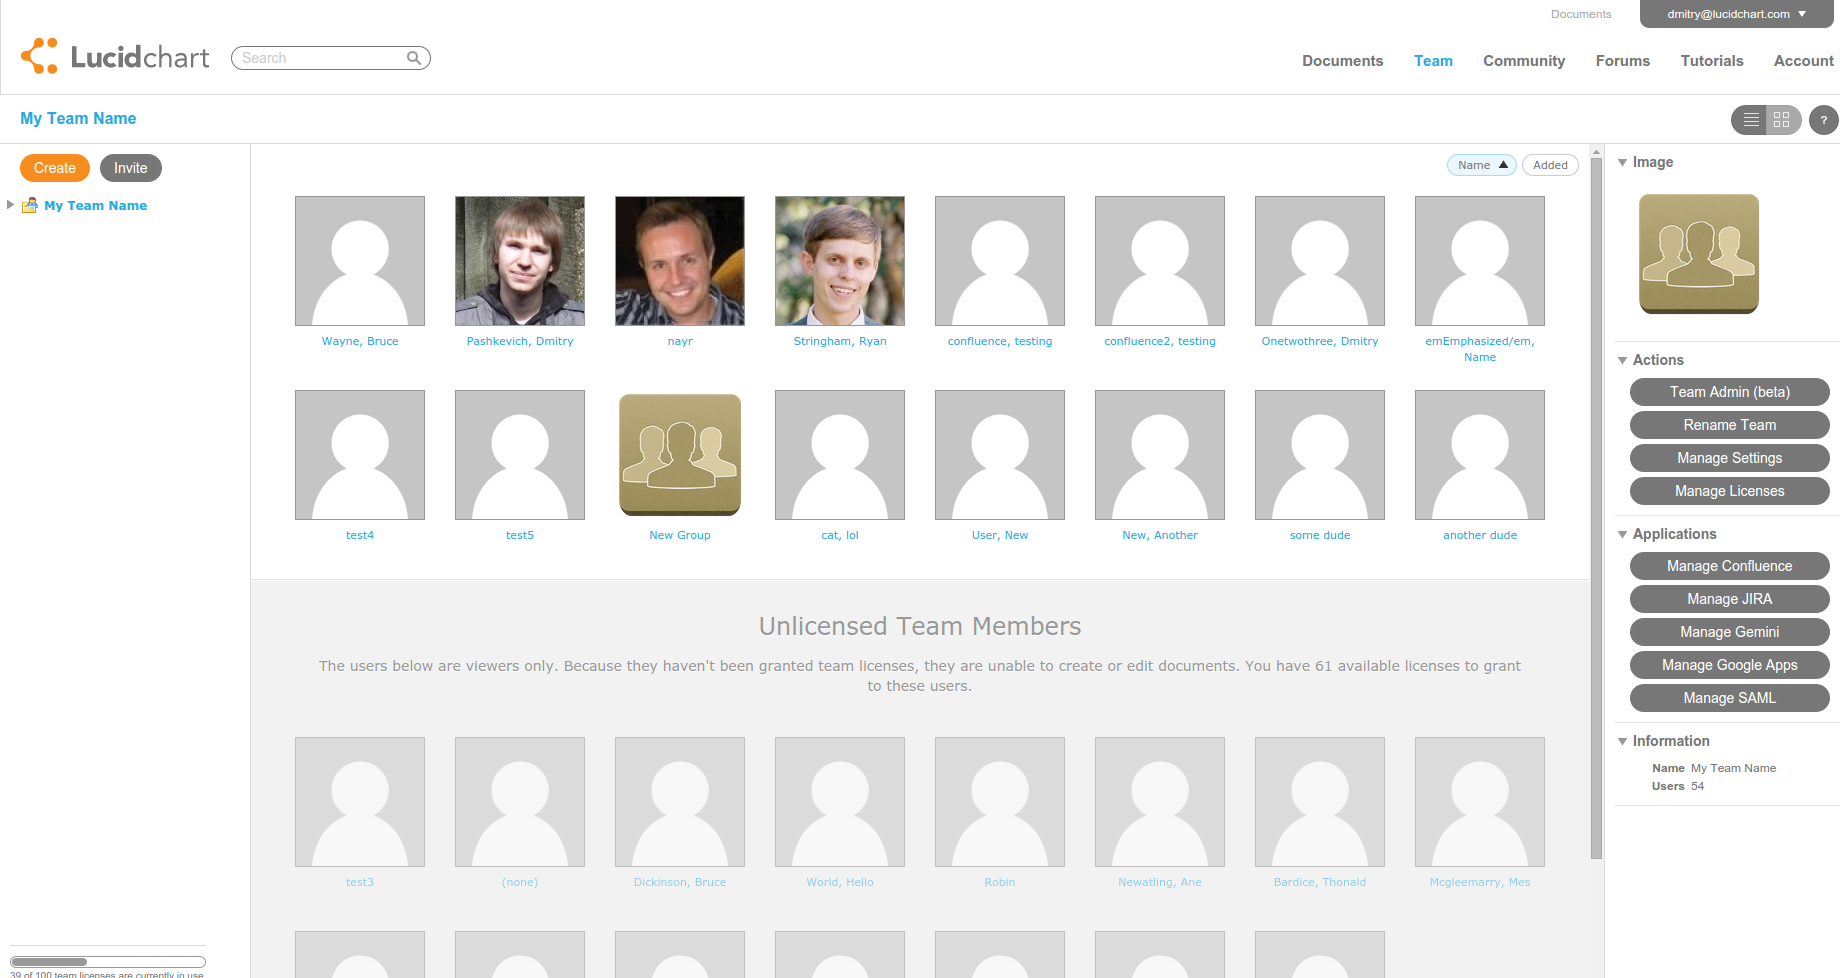 Documents
dmitry@lucidchart.com
Lucidchart
Search
Documents
Team
Community
Forums
Tutorials
Account
My Team Name
?
Create
Invite
My Team Name
Name
Added
Wayne, Bruce
Pashkevich, Dmitry
nayr
Stringham, Ryan
confluence, testing
confluence2, testing
Onetwothree, Dmitry
emEmphasized/em,
Name
test4
test5
New Group
cat, lol
User, New
New, Another
some dude
another dude
Unlicensed Team Members
The users below are viewers only. Because they haven't been granted team licenses, they are unable to create or edit documents. You have 61 available licenses to grant
to these users.
test3
(none)
Dickinson, Bruce
World, Hello
Robin
Newatling, Ane
Bardice, Thonald
Mcgleemarry, Mes
39 of 100 team licenses are currently in use
Image
Actions
Team Admin (beta)
Rename Team
Manage Settings
Manage Licenses
Applications
Manage Confluence
Manage JIRA
Manage Gemini
Manage Google Apps
Manage SAML
Information
Name My Team Name
Users 54